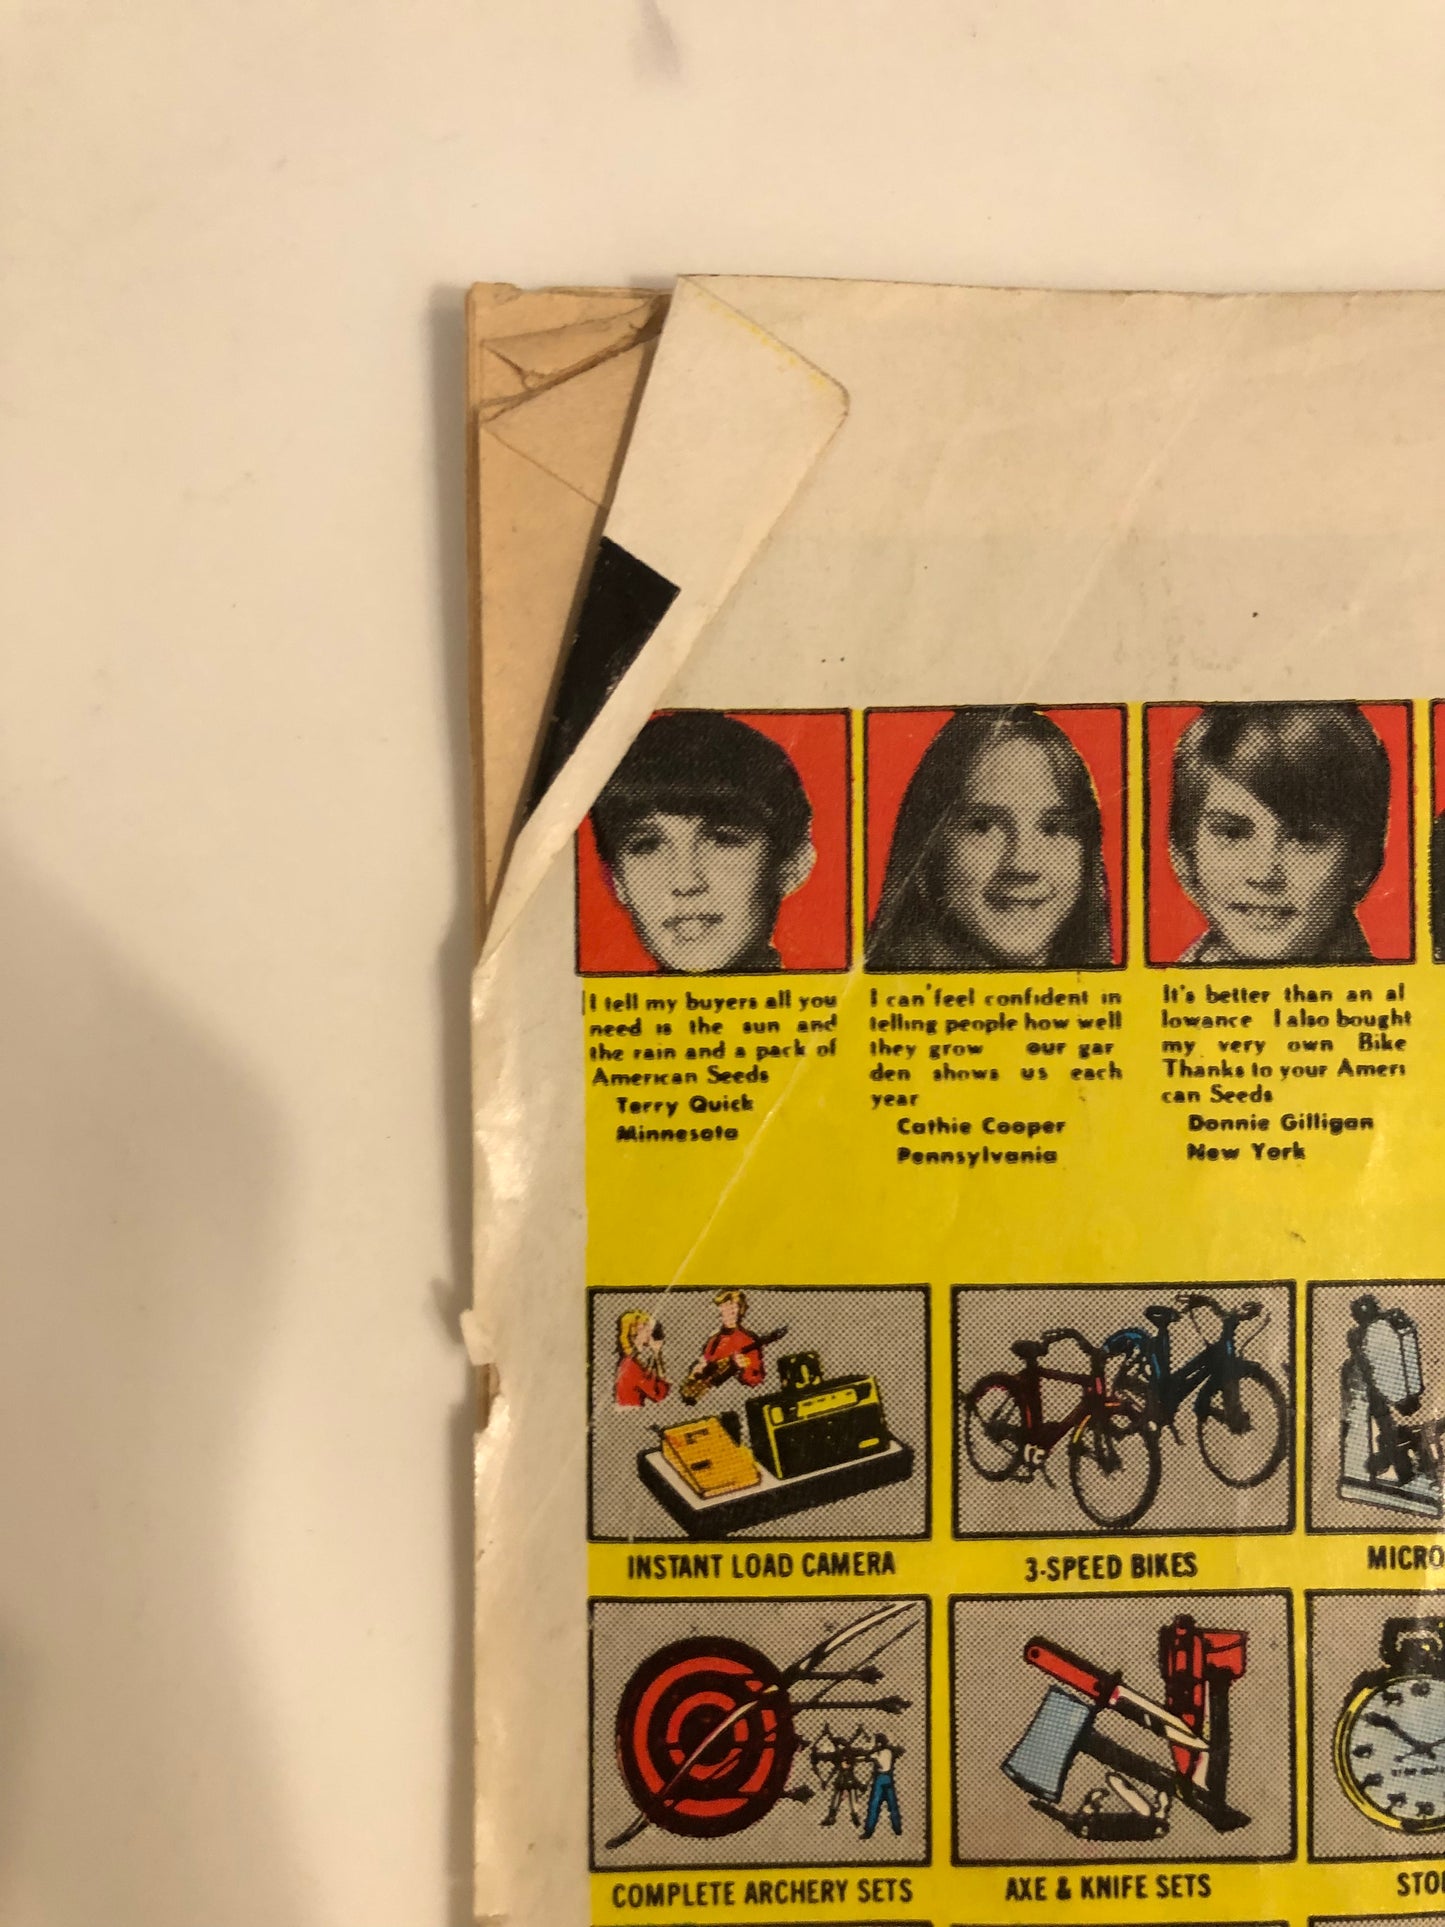 I tell my buyers all you
need is the sun and
the rain and a pack of
American Seeds
Terry Quick
Minnesota
I can feel confident in
telling people how well
they grow our gar
den shows us each
year
Cathie Cooper
Pennsylvania
It's better than an al
lowance I also bought
my very own Bike
Thanks to your Ameri
can Seeds
Donnie Gilligan
New York
INSTANT LOAD CAMERA
3-SPEED BIKES
MICRO
COMPLETE ARCHERY SETS
AXE & KNIFE SETS
STO